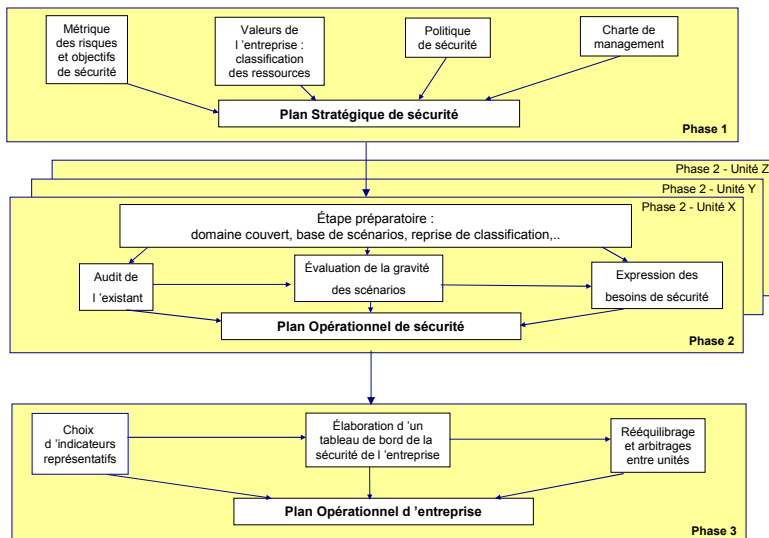 Métrique
des risques
et objectifs
de sécurité
Valeurs de
l 'entreprise :
classification
des ressources
Politique
de sécurité
Charte de
management
Plan Stratégique de sécurité
Phase 1
Phase 2 - Unité Z
Phase 2 - Unité Y
Phase 2 - Unité X
Étape préparatoire :
domaine couvert, base de scénarios, reprise de classification,..
Audit de
l 'existant
Évaluation de la gravité
des scénarios
Expression des
besoins de sécurité
Plan Opérationnel de sécurité
Phase 2
Choix
d 'indicateurs
représentatifs
Élaboration d 'un
tableau de bord de la
sécurité de l 'entreprise
Rééquilibrage
et arbitrages
entre unités
Plan Opérationnel d 'entreprise
Phase 3